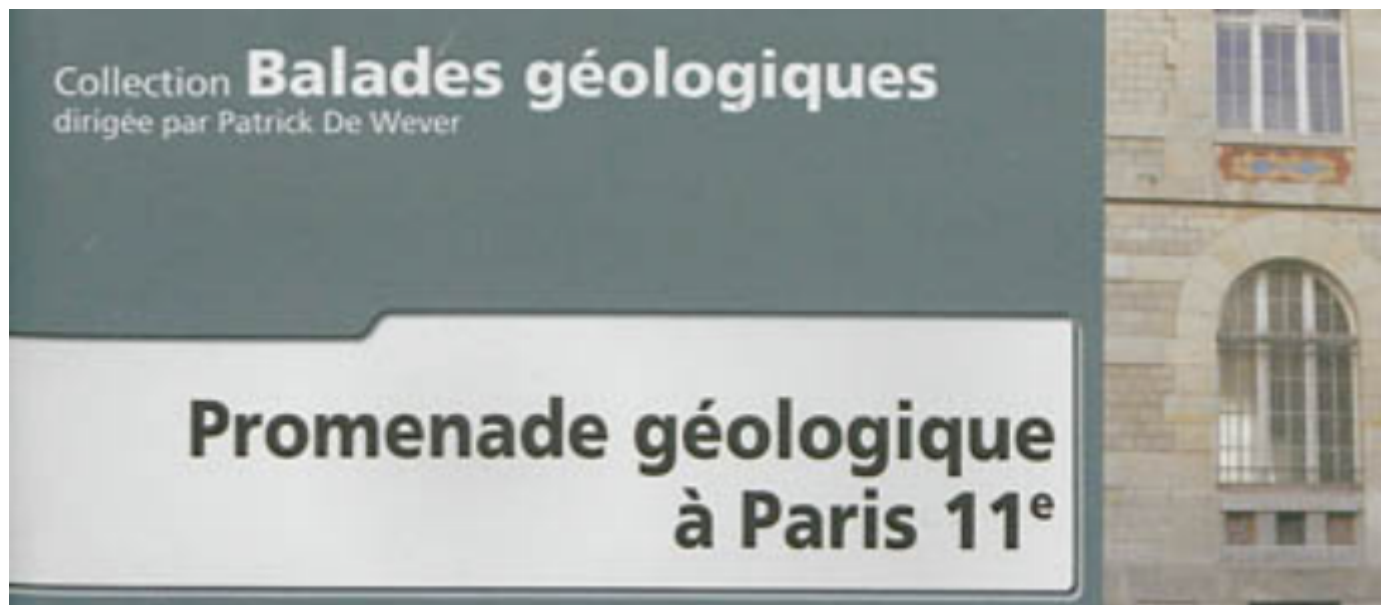 Collection Balades géologiques
dirigée par Patrick De Wever
Promenade géologique
à Paris 11e